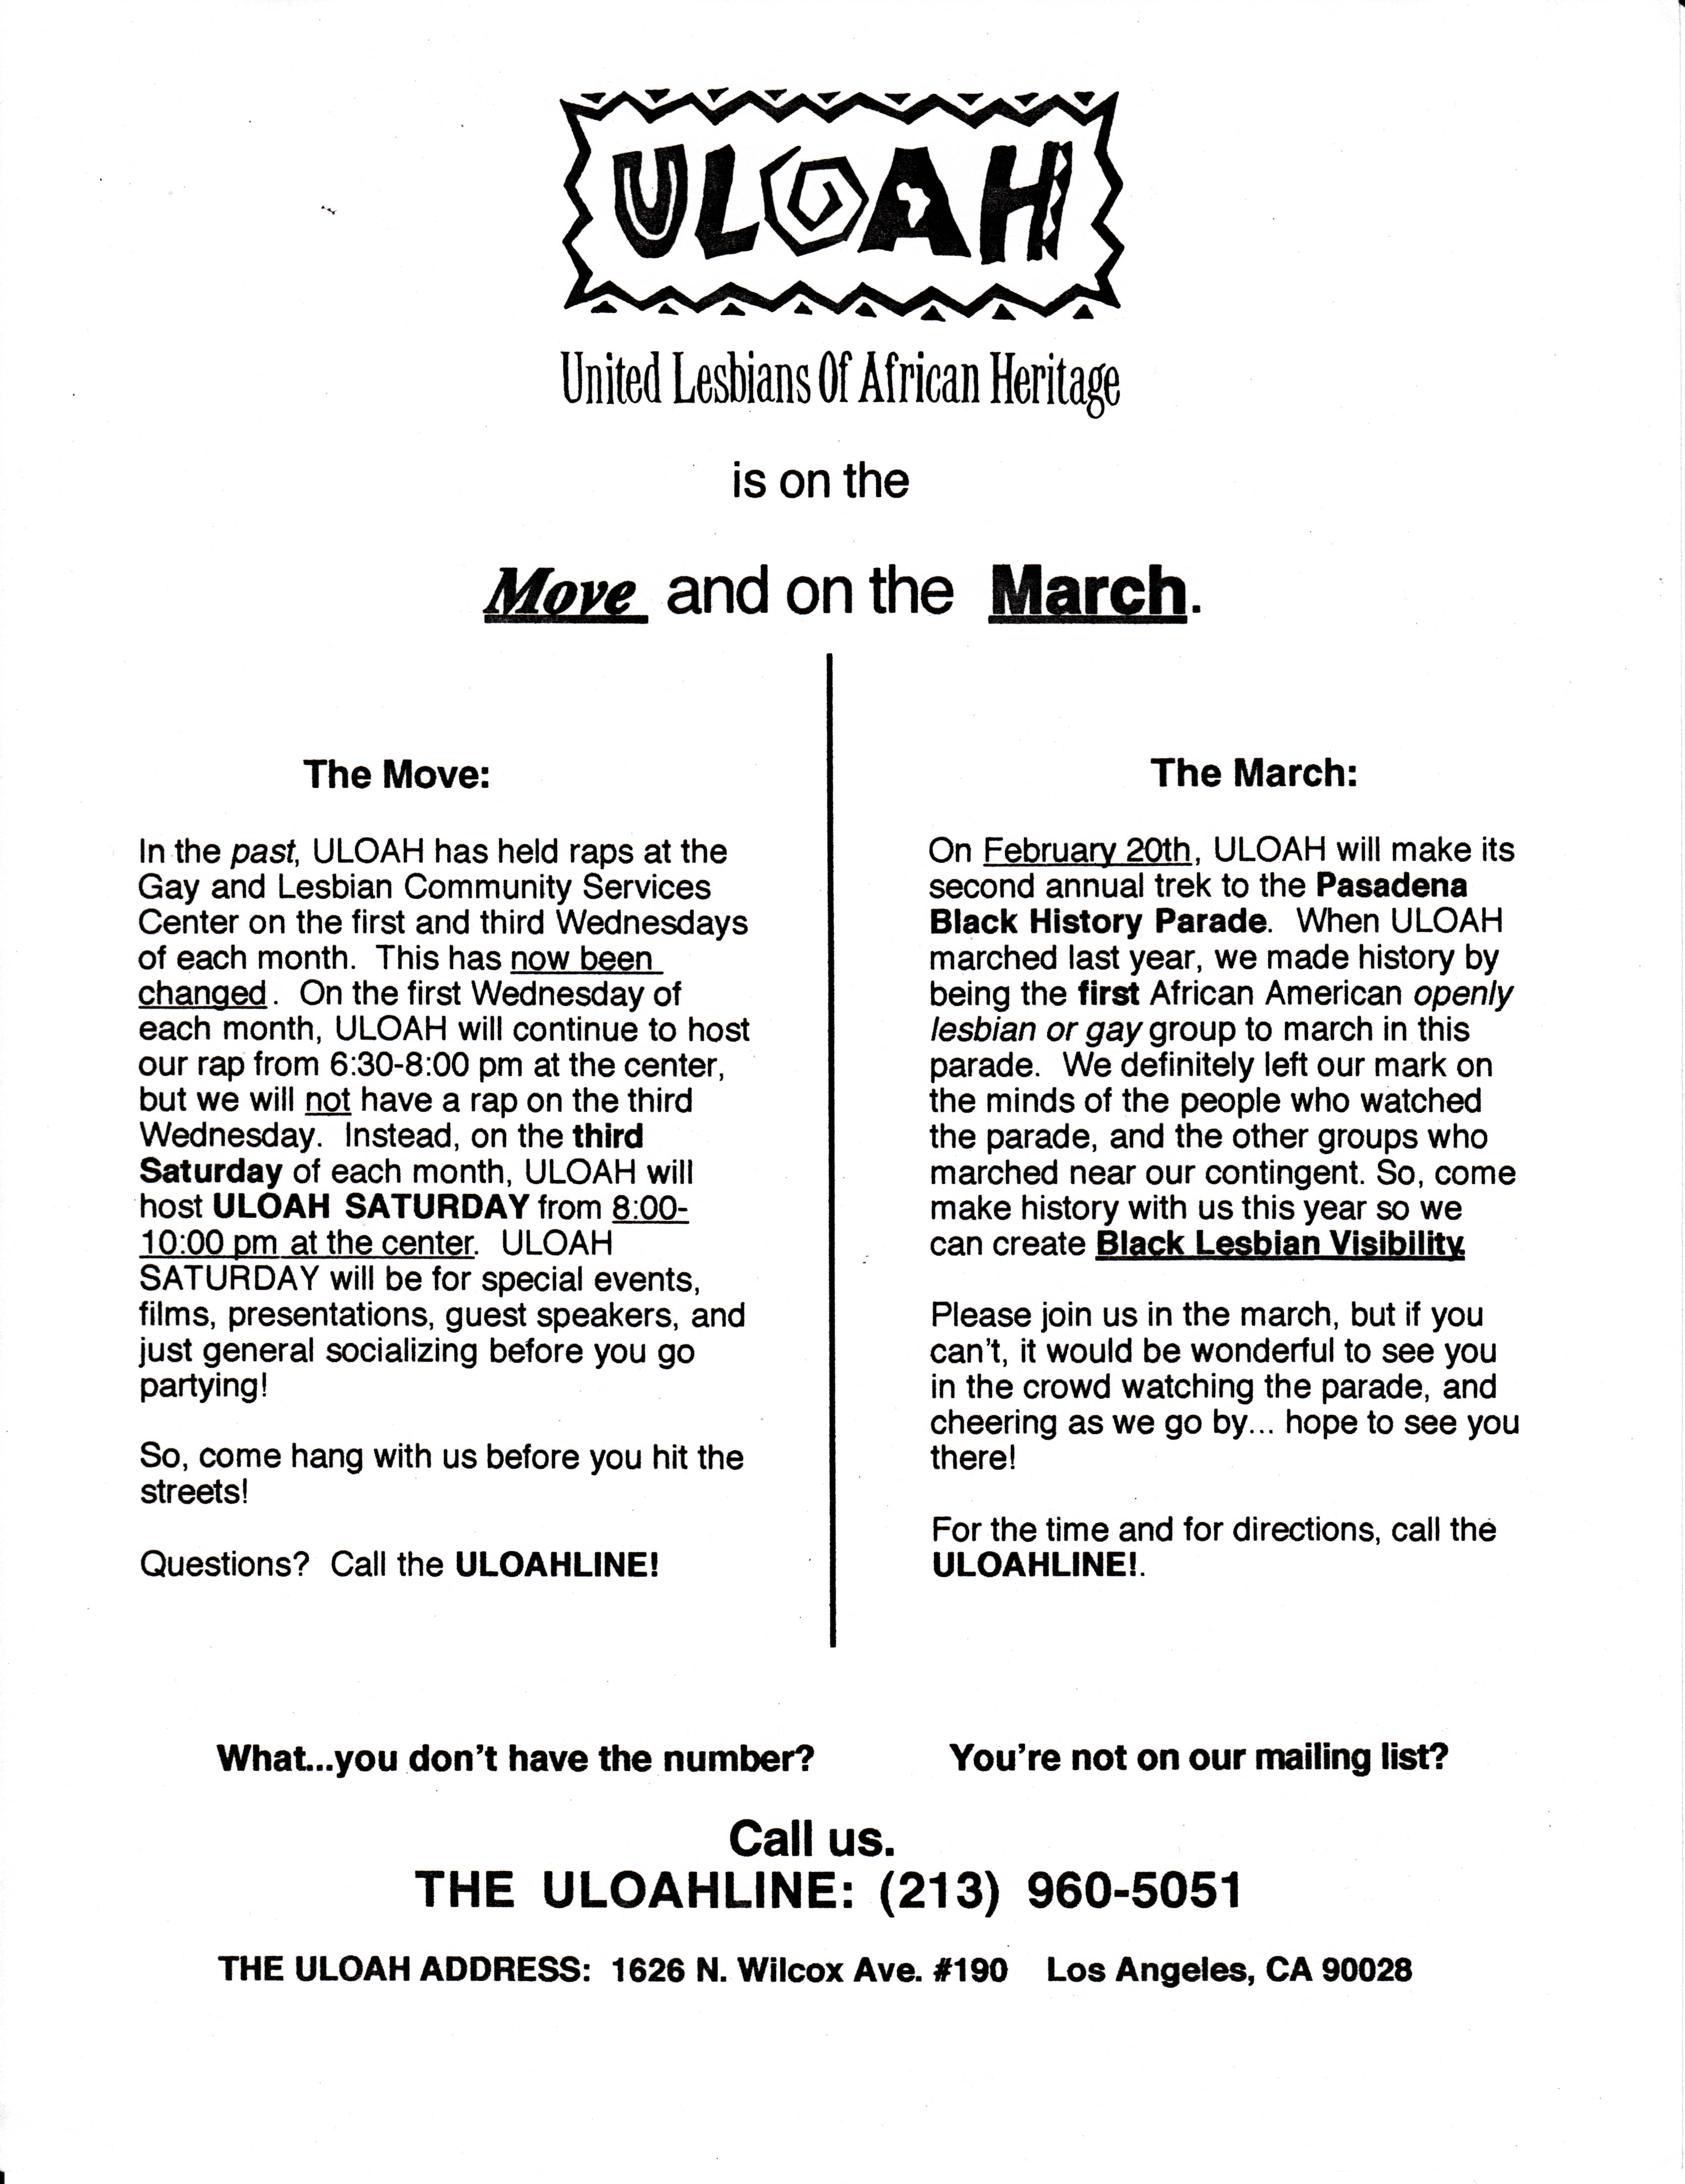 ULOAH
United Lesbians Of African Heritage
is on the
Move and on the March.
The Move:
In the past, ULOAH has held raps at the
Gay and Lesbian Community Services
Center on the first and third Wednesdays
of each month. This has now been
changed. On the first Wednesday of
each month, ULOAH will continue to host
our rap from 6:30-8:00 pm at the center,
but we will not have a rap on the third
Wednesday. Instead, on the third
Saturday of each month, ULOAH will
host ULOAH SATURDAY from 8:00-
10:00 pm at the center. ULOAH
SATURDAY will be for special events,
films, presentations, guest speakers, and
just general socializing before you go
partying!
So, come hang with us before you hit the
streets!
Questions? Call the ULOAHLINE!
The March:
On February 20th, ULOAH will make its
second annual trek to the Pasadena
Black History Parade. When ULOAH
marched last year, we made history by
being the first African American openly
lesbian or gay group to march in this
parade. We definitely left our mark on
the minds of the people who watched
the parade, and the other groups who
marched near our contingent. So, come
make history with us this year so we
can create Black Lesbian Visibility.
Please join us in the march, but if you
can't, it would be wonderful to see you
in the crowd watching the parade, and
cheering as we go by... hope to see you
there!
For the time and for directions, call the
ULOAHLINE!.
What...you don't have the number?
You're not on our mailing list?
Call us.
THE ULOAHLINE: (213) 960-5051
THE ULOAH ADDRESS: 1626 N. Wilcox Ave. #190 Los Angeles, CA 90028